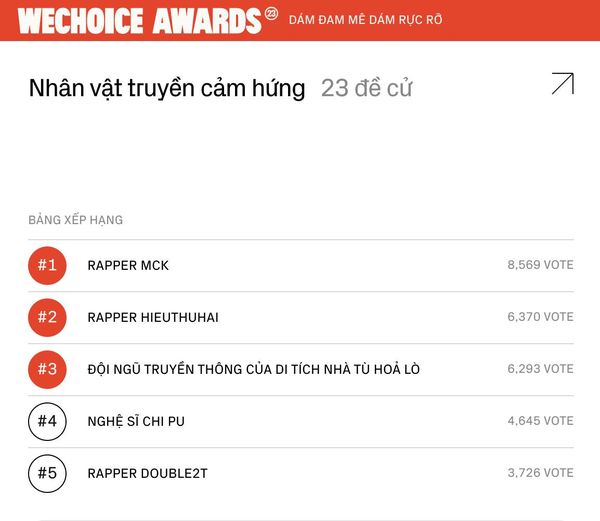 WECHOICE AWARDS 23 DÁM ĐAM MÊ DÁM RỰC RỠ
Nhân vật truyền cảm hứng 23 đề cử
BẢNG XẾP HẠNG
#1 RAPPER MCK 8,569 VOTE
#2 RAPPER HIEUTHUHAI 6,370 VOTE
#3 ĐỘI NGŨ TRUYỀN THÔNG CỦA DI TÍCH NHÀ TÙ HOẢ LÒ 6,293 VOTE
#4 NGHỆ SĨ CHI PU 4,645 VOTE
#5 RAPPER DOUBLE2T 3,726 VOTE